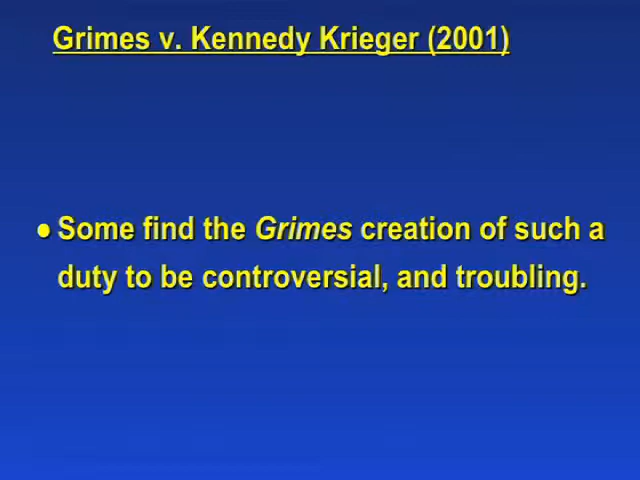 Grimes v. Kennedy Krieger (2001)
● Some find the Grimes creation of such a
duty to be controversial, and troubling.